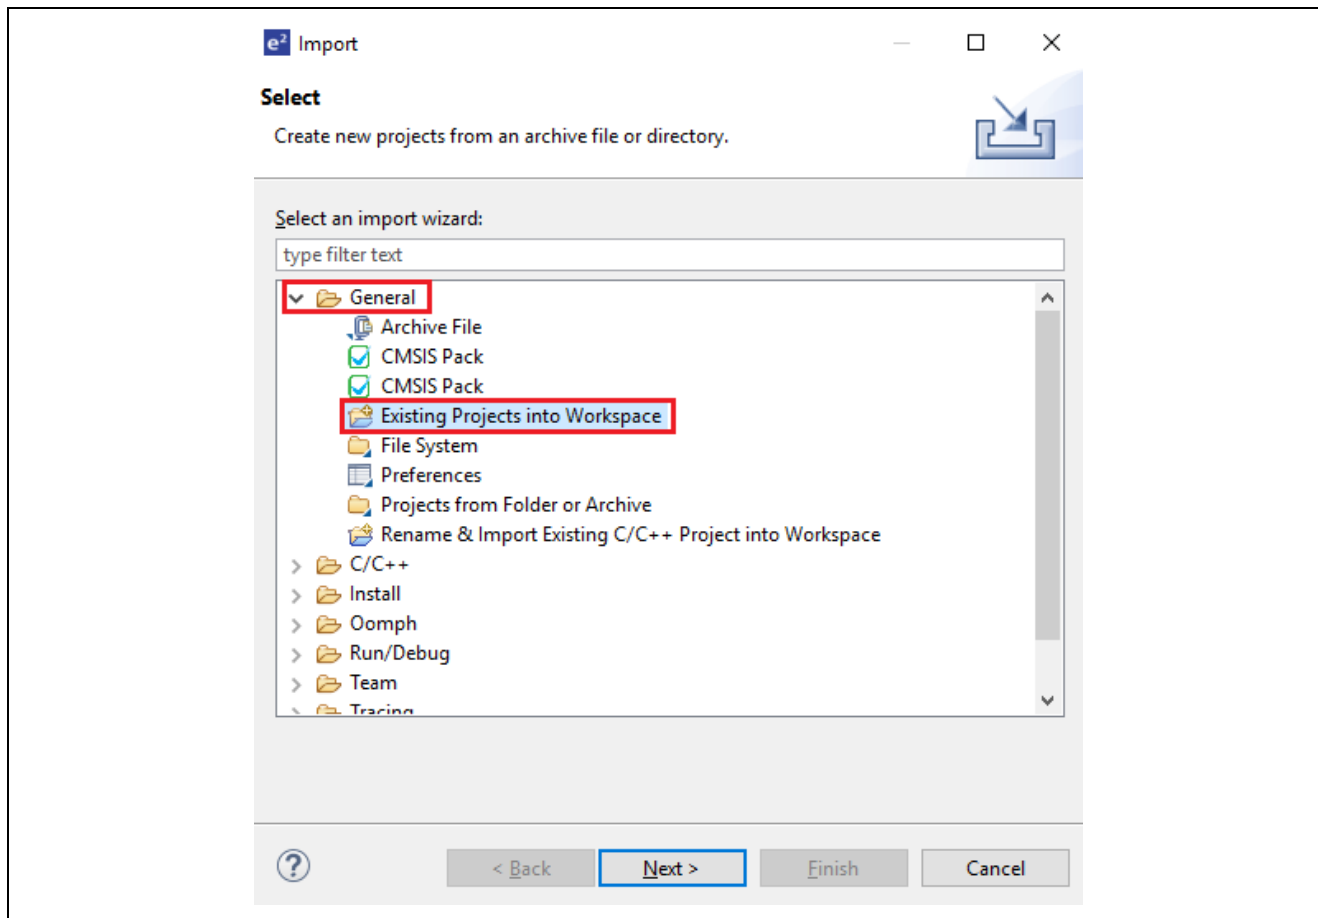 e² Import
Select
Create new projects from an archive file or directory.
Select an import wizard:
type filter text
General
Archive File
CMSIS Pack
CMSIS Pack
Existing Projects into Workspace
File System
Preferences
Projects from Folder or Archive
Rename & Import Existing C/C++ Project into Workspace
C/C++
Install
Oomph
Run/Debug
Team
Tracing
? < Back Next > Finish Cancel